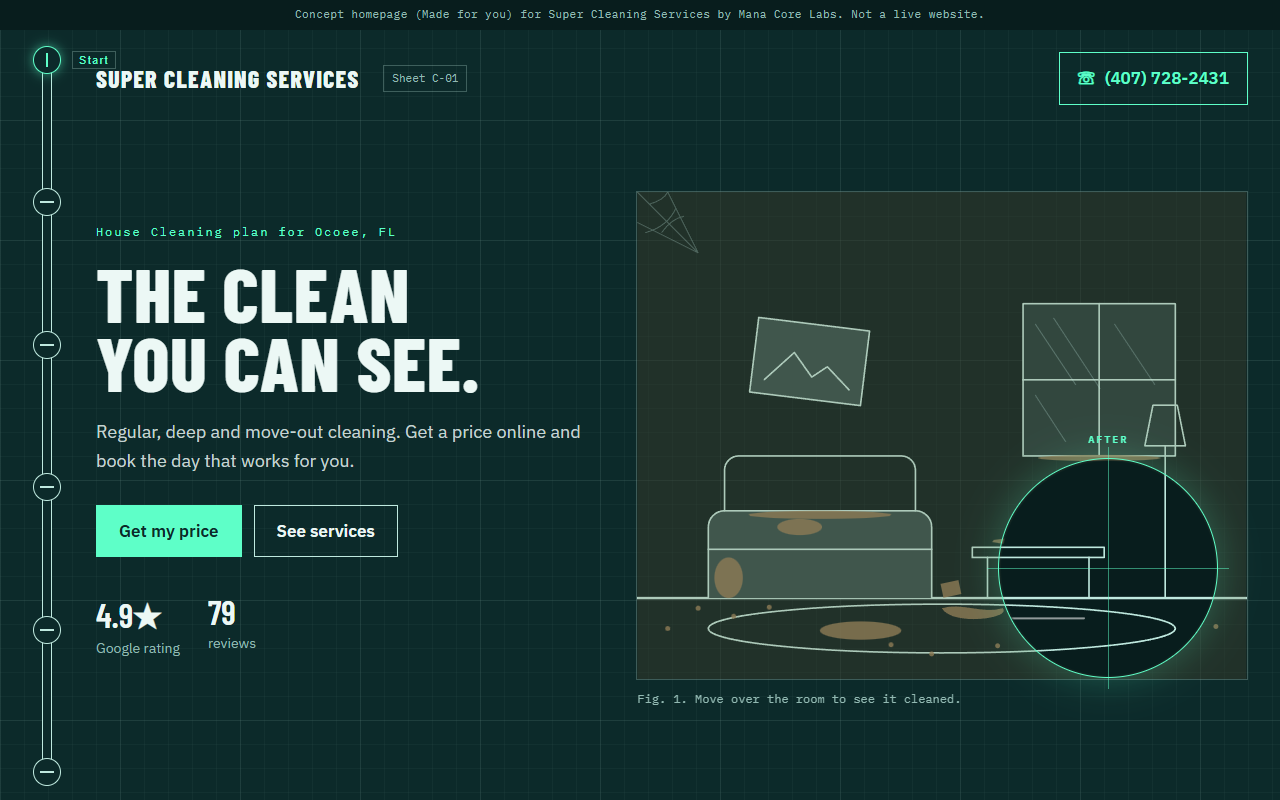 Concept homepage (Made for you) for Super Cleaning Services by Mana Core Labs. Not a live website.
Start
SUPER CLEANING SERVICES
Sheet C-01
☎ (407) 728-2431
House Cleaning plan for Ocoee, FL
THE CLEAN
YOU CAN SEE.
Regular, deep and move-out cleaning. Get a price online and
book the day that works for you.
Get my price
See services
4.9★
Google rating
79
reviews
AFTER
Fig. 1. Move over the room to see it cleaned.